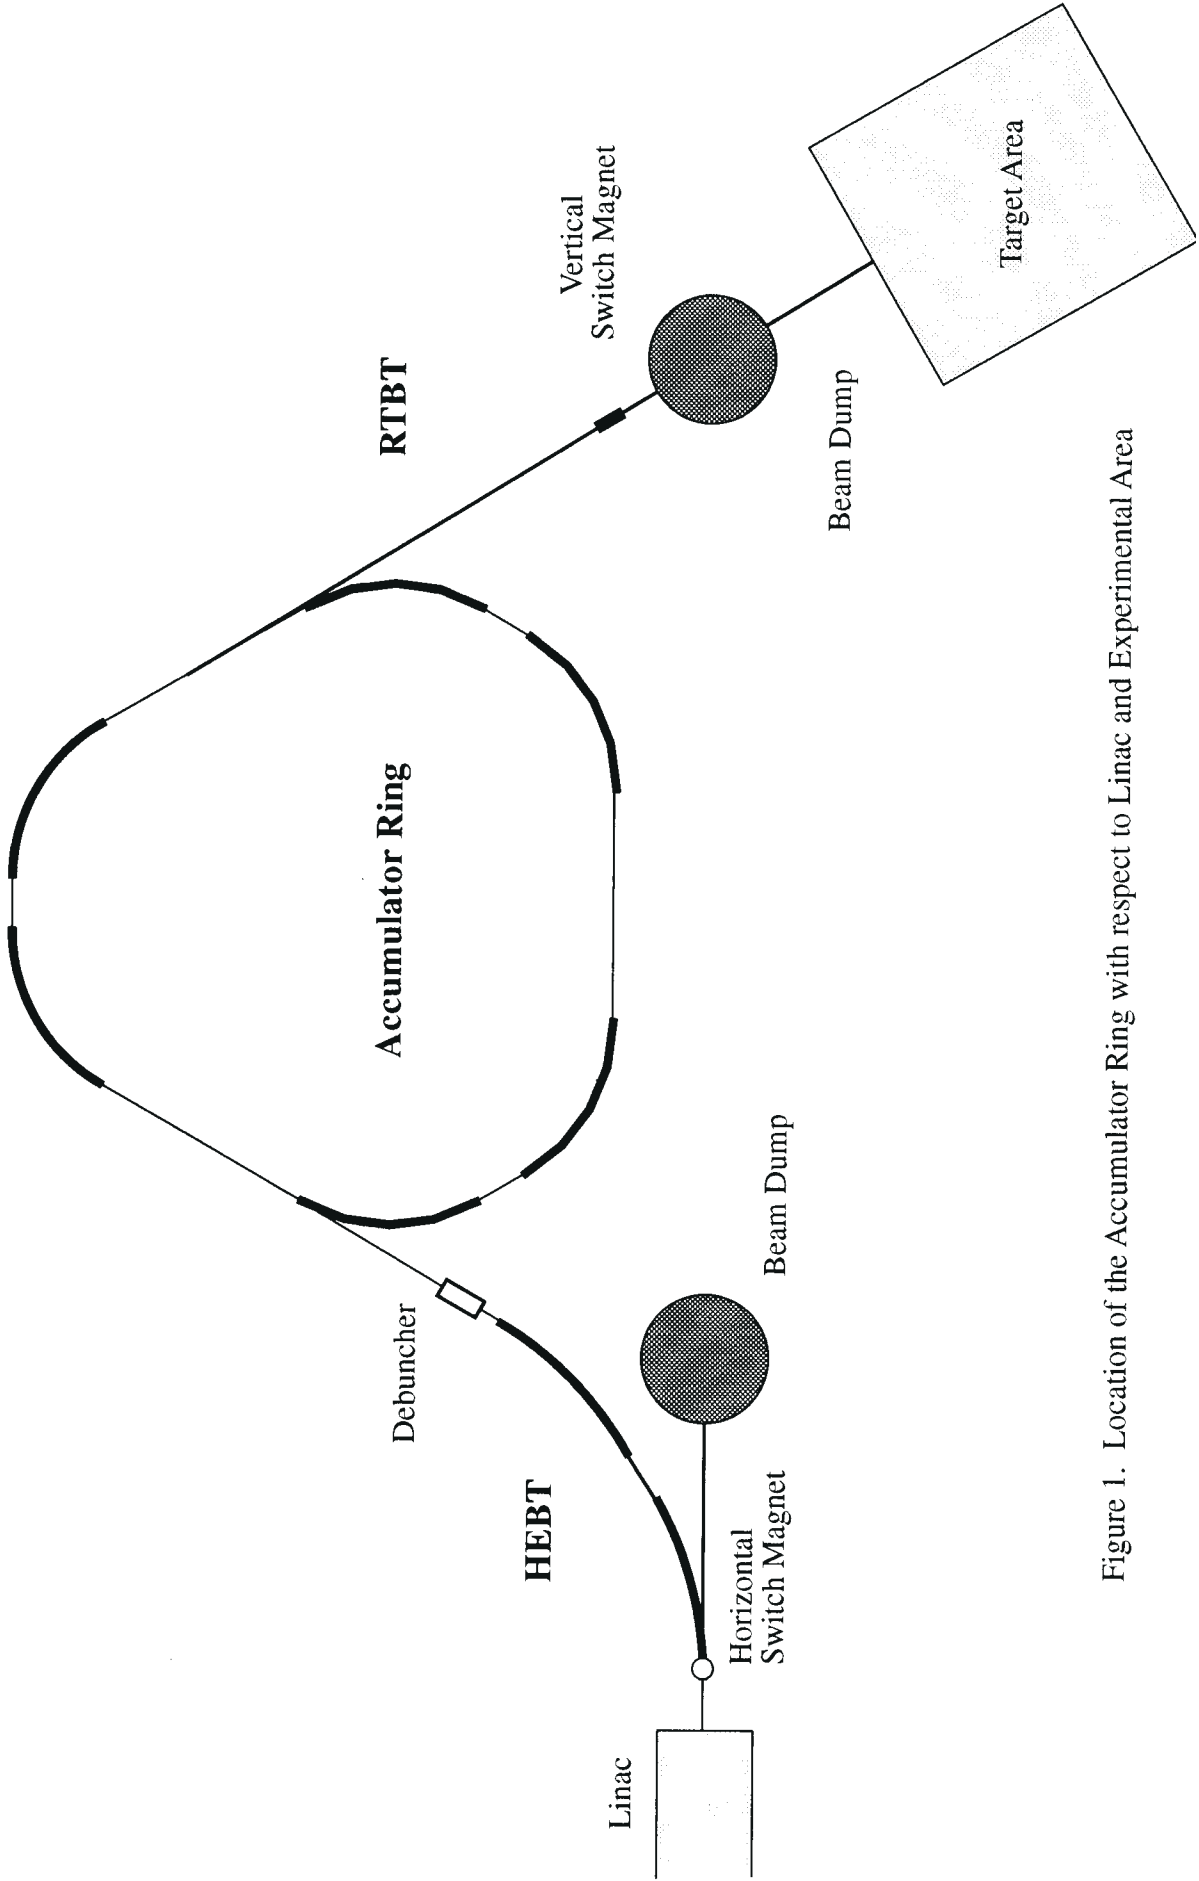 Linac
Horizontal
Switch Magnet
HEBT
Debuncher
Beam Dump
Accumulator Ring
RTBT
Vertical
Switch Magnet
Beam Dump
Target Area
Figure 1. Location of the Accumulator Ring with respect to Linac and Experimental Area